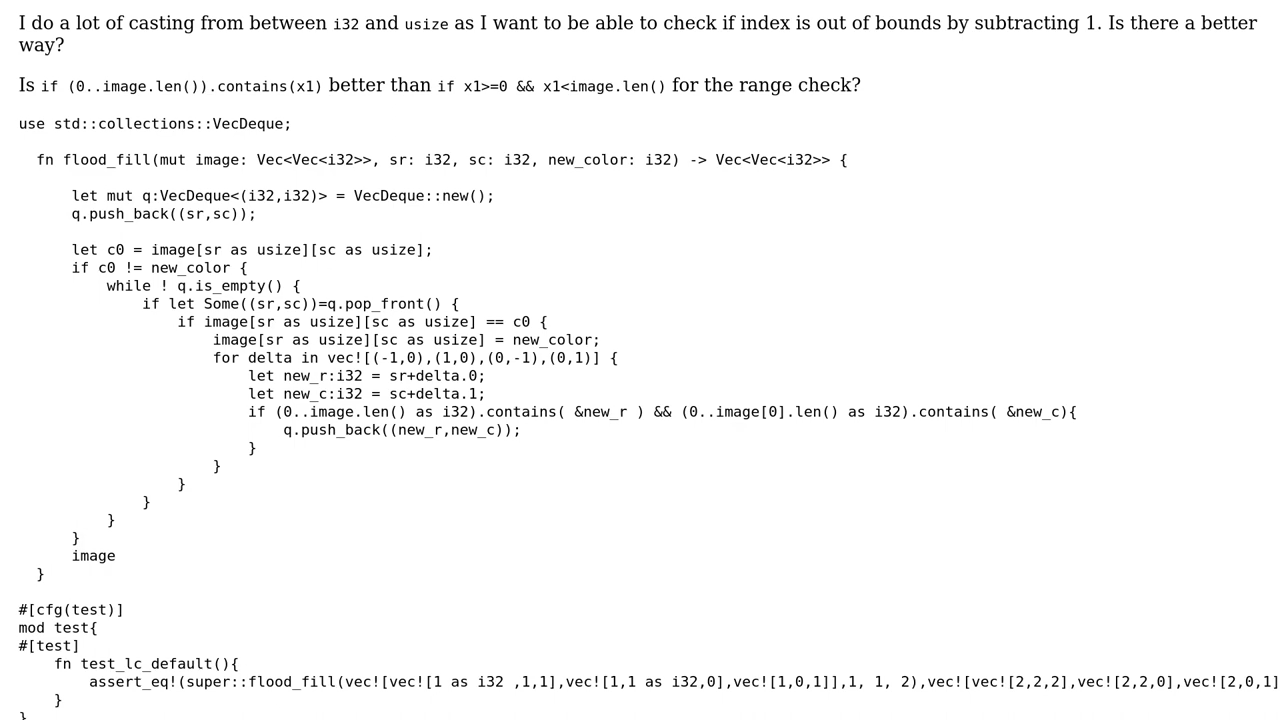 I do a lot of casting from between i32 and usize as I want to be able to check if index is out of bounds by subtracting 1. Is there a better
way?
Is if (0..image.len()).contains(x1) better than if x1>=0 && x1<image.len() for the range check?
use std::collections::VecDeque;
  fn flood_fill(mut image: Vec<Vec<i32>>, sr: i32, sc: i32, new_color: i32) -> Vec<Vec<i32>> {
      let mut q:VecDeque<(i32,i32)> = VecDeque::new();
      q.push_back((sr,sc));
      let c0 = image[sr as usize][sc as usize];
      if c0 != new_color {
          while ! q.is_empty() {
              if let Some((sr,sc))=q.pop_front() {
                  if image[sr as usize][sc as usize] == c0 {
                      image[sr as usize][sc as usize] = new_color;
                      for delta in vec![(-1,0),(1,0),(0,-1),(0,1)] {
                          let new_r:i32 = sr+delta.0;
                          let new_c:i32 = sc+delta.1;
                          if (0..image.len() as i32).contains( &new_r ) && (0..image[0].len() as i32).contains( &new_c){
                              q.push_back((new_r,new_c));
                          }
                      }
                  }
              }
          }
      }
      image
  }
#[cfg(test)]
mod test{
#[test]
    fn test_lc_default(){
        assert_eq!(super::flood_fill(vec![vec![1 as i32 ,1,1],vec![1,1 as i32,0],vec![1,0,1]],1, 1, 2),vec![vec![2,2,2],vec![2,2,0],vec![2,0,1]
    }
}